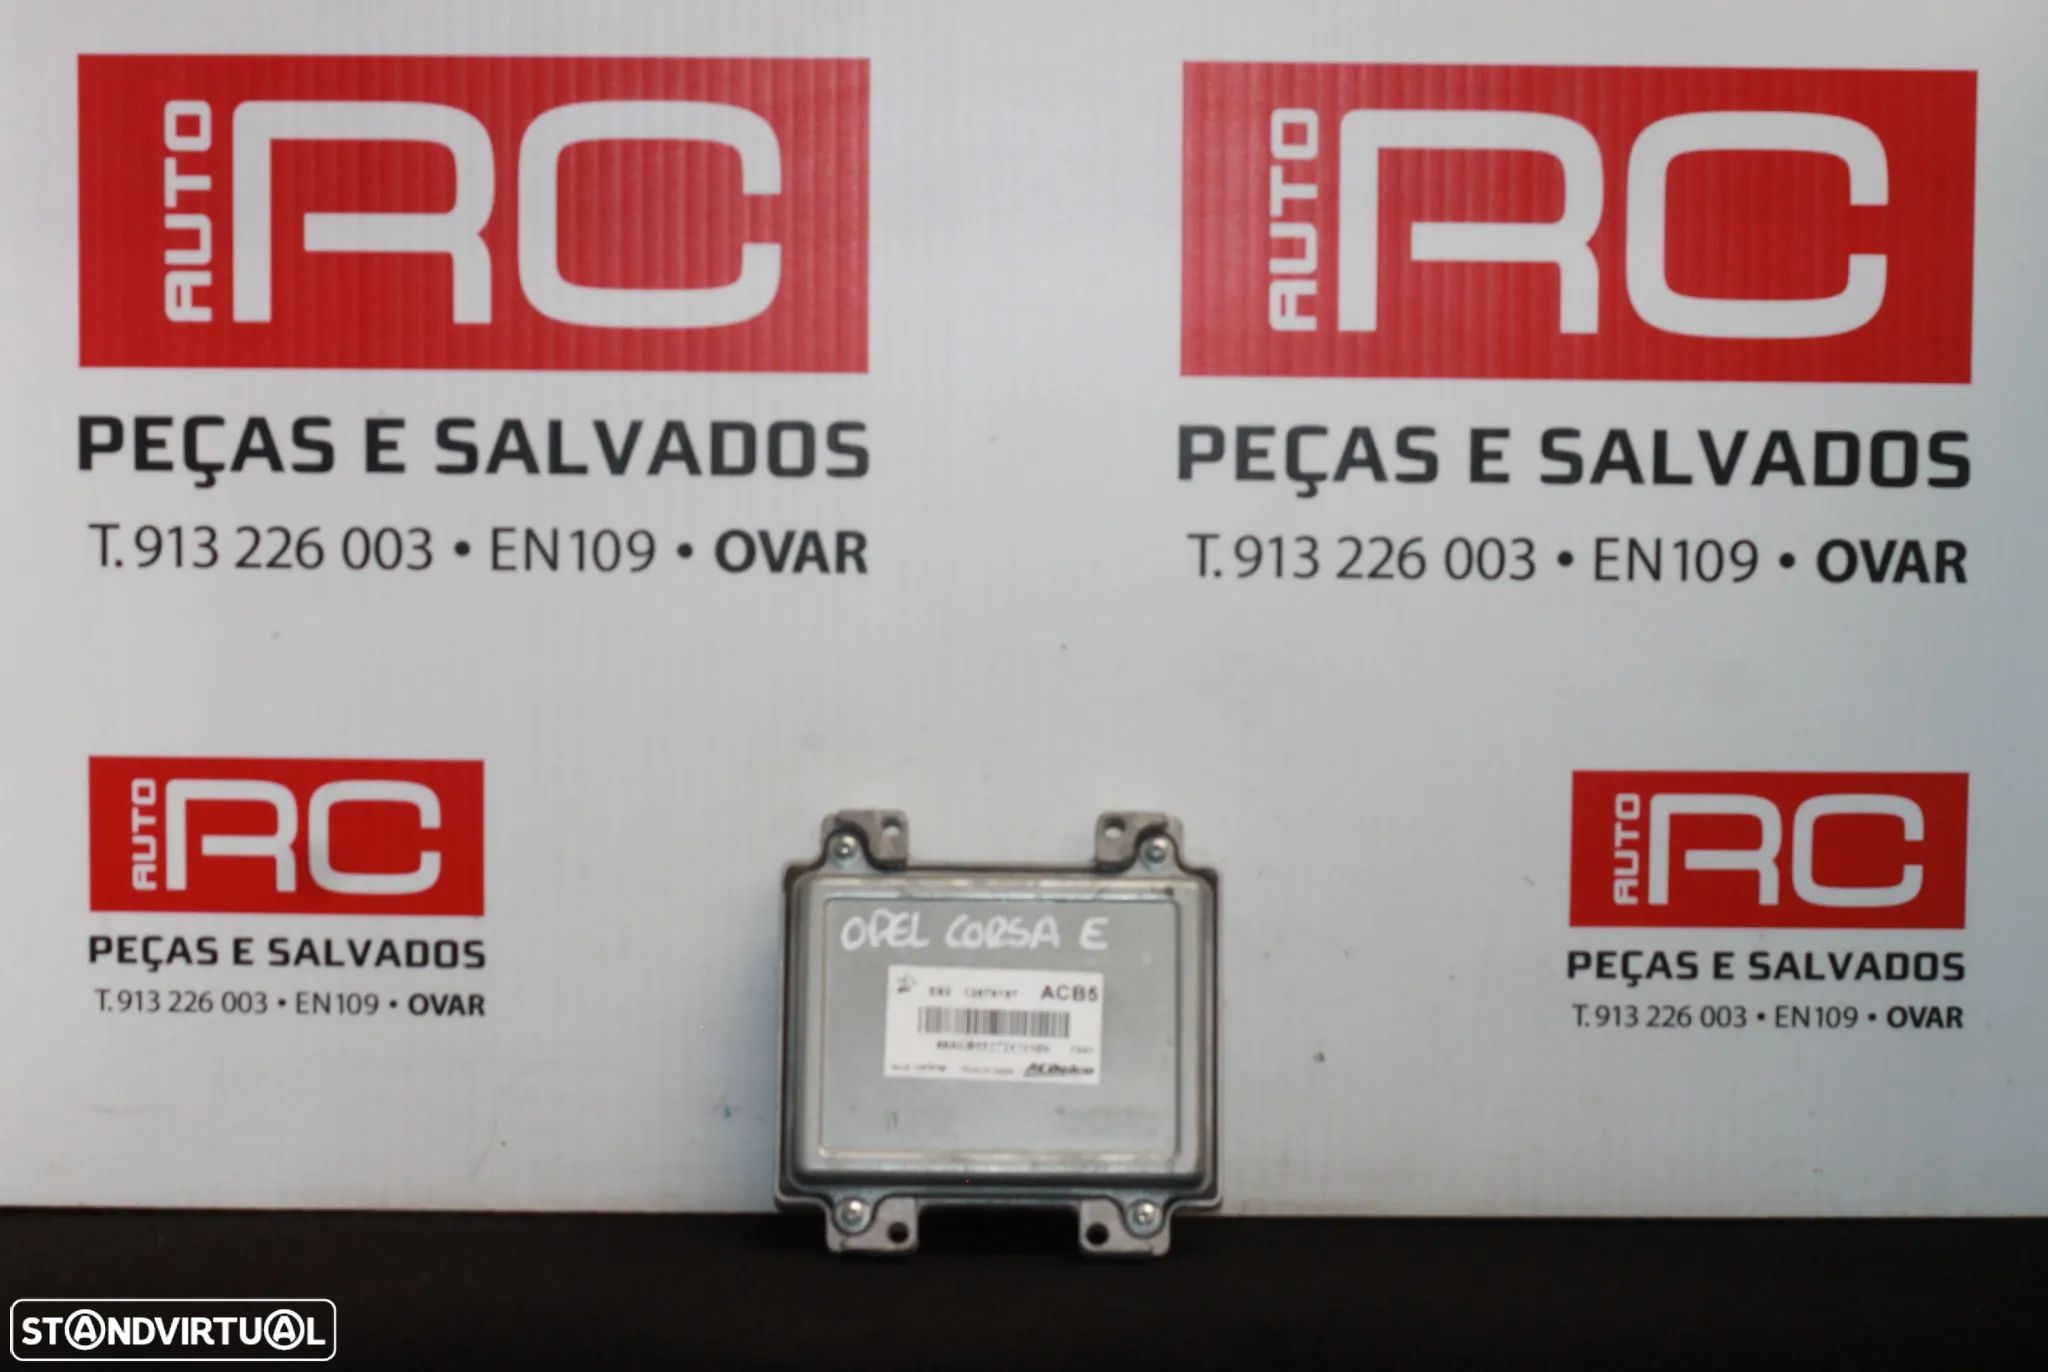 AUTO RC
PEÇAS E SALVADOS
T. 913 226 003 • EN109 • OVAR
AUTO RC
PEÇAS E SALVADOS
T. 913 226 003 • EN109 • OVAR
AUTO RC
PEÇAS E SALVADOS
T. 913 226 003 • EN109 • OVAR
AUTO RC
PEÇAS E SALVADOS
T. 913 226 003 • EN109 • OVAR
OPEL CORSA E
ACB5
ACDelco
STANDVIRTUAL